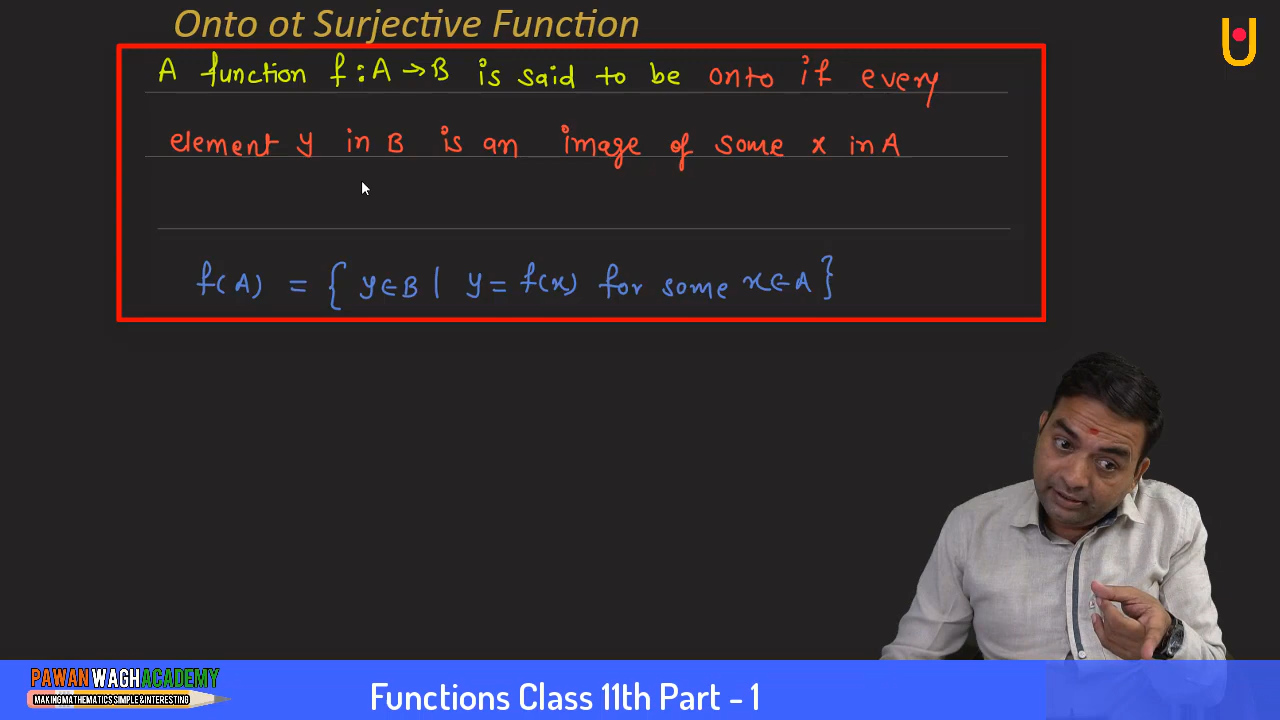 Onto ot Surjective Function
A function f : A → B is said to be onto if every
element y in B is an image of some x in A
f(A) = { y ∈ B | y = f(x) for some x ∈ A }
PAWAN WAGH ACADEMY
MAKING MATHEMATICS SIMPLE & INTERESTING
Functions Class 11th Part - 1